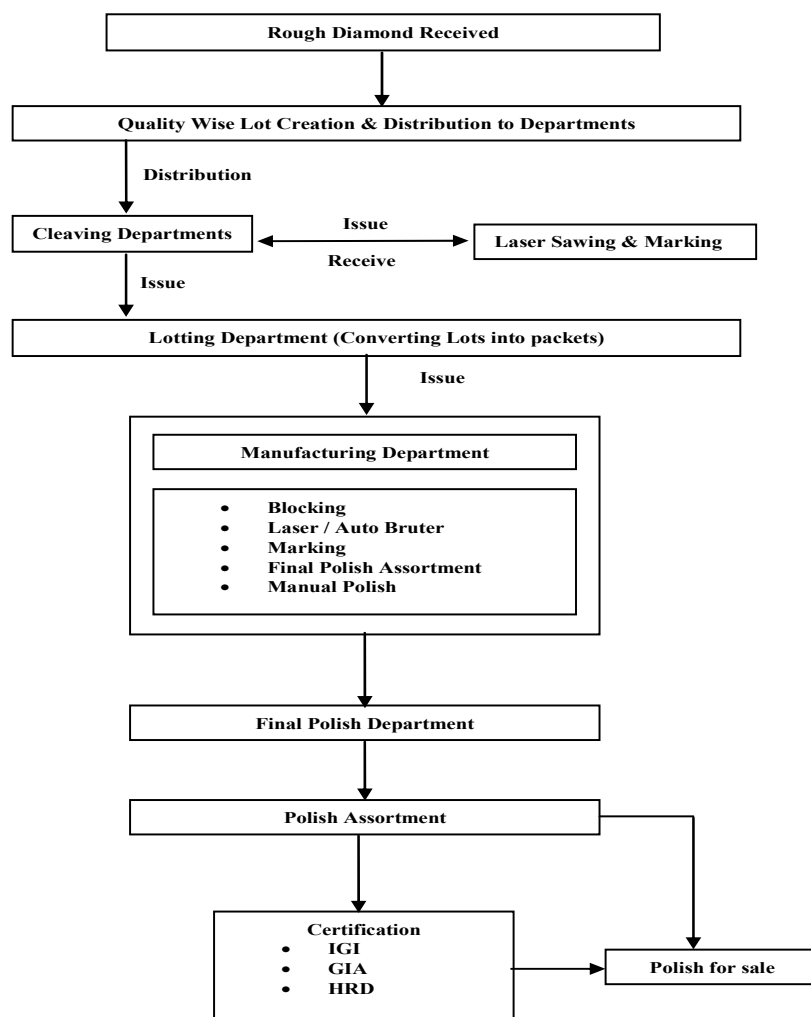 Rough Diamond Received
Quality Wise Lot Creation & Distribution to Departments
Distribution
Issue
Cleaving Departments
Laser Sawing & Marking
Receive
Issue
Lotting Department (Converting Lots into packets)
Issue
Manufacturing Department
• Blocking
• Laser / Auto Bruter
• Marking
• Final Polish Assortment
• Manual Polish
Final Polish Department
Polish Assortment
Certification
• IGI
• GIA
• HRD
Polish for sale